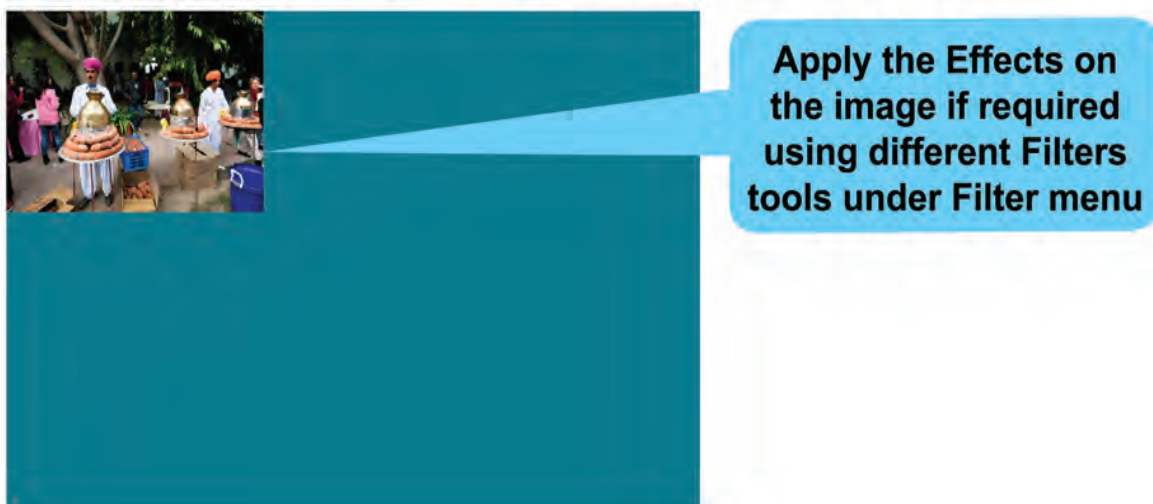 Apply the Effects on
the image if required
using different Filters
tools under Filter menu